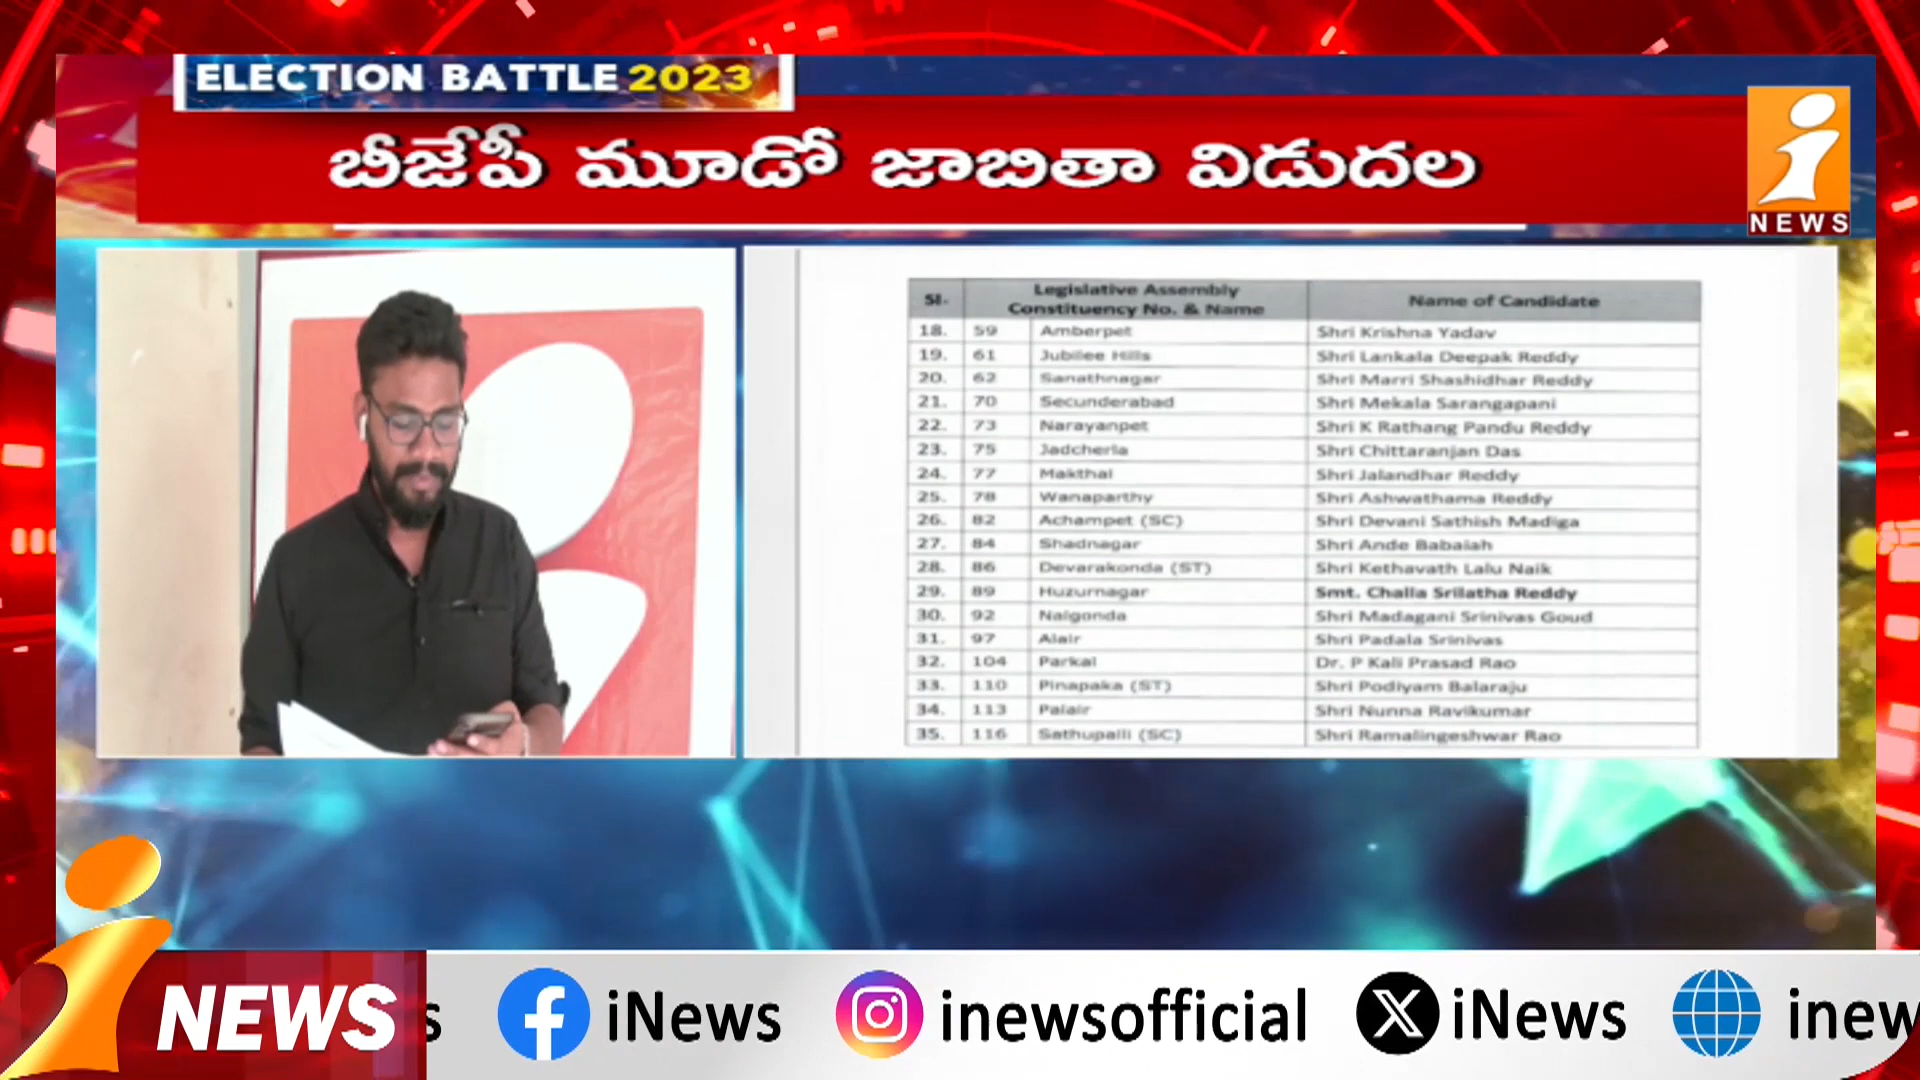 ELECTION BATTLE 2023
బీజేపీ మూడో జాబితా విడుదల
i
NEWS
Sl. Legislative Assembly Constituency No. & Name Name of Candidate
18. 59 Amberpet Shri Krishna Yadav
19. 61 Jubilee Hills Shri Lankala Deepak Reddy
20. 62 Sanathnagar Shri Marri Shashidhar Reddy
21. 70 Secunderabad Shri Mekala Sarangapani
22. 73 Narayanpet Shri K Rathang Pandu Reddy
23. 75 Jadcherla Shri Chittaranjan Das
24. 77 Makthal Shri Jalandhar Reddy
25. 78 Wanaparthy Shri Ashwathama Reddy
26. 82 Achampet (SC) Shri Devani Sathish Madiga
27. 84 Shadnagar Shri Ande Babaiah
28. 86 Devarakonda (ST) Shri Kethavath Lalu Naik
29. 89 Huzurnagar Smt. Challa Srilatha Reddy
30. 92 Nalgonda Shri Madagani Srinivas Goud
31. 97 Alair Shri Padala Srinivas
32. 104 Parkal Dr. P Kali Prasad Rao
33. 110 Pinapaka (ST) Shri Podiyam Balaraju
34. 113 Palair Shri Nunna Ravikumar
35. 116 Sathupalli (SC) Shri Ramalingeshwar Rao
i NEWS s iNews inewsofficial iNews inew